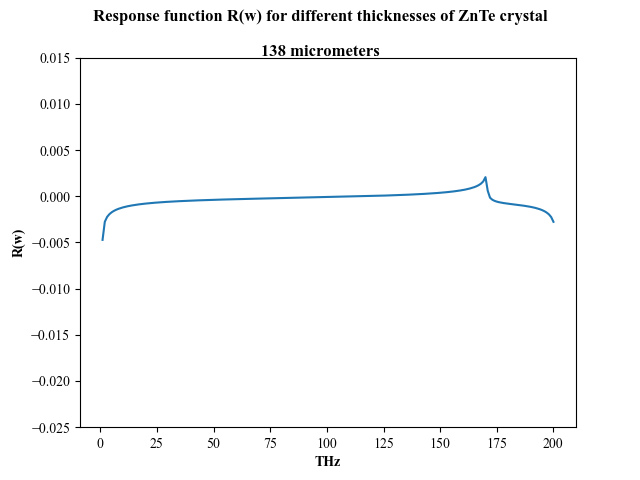 Response function R(w) for different thicknesses of ZnTe crystal
138 micrometers
0.015
0.010
0.005
0.000
−0.005
−0.010
−0.015
−0.020
−0.025
R(w)
0 25 50 75 100 125 150 175 200
THz